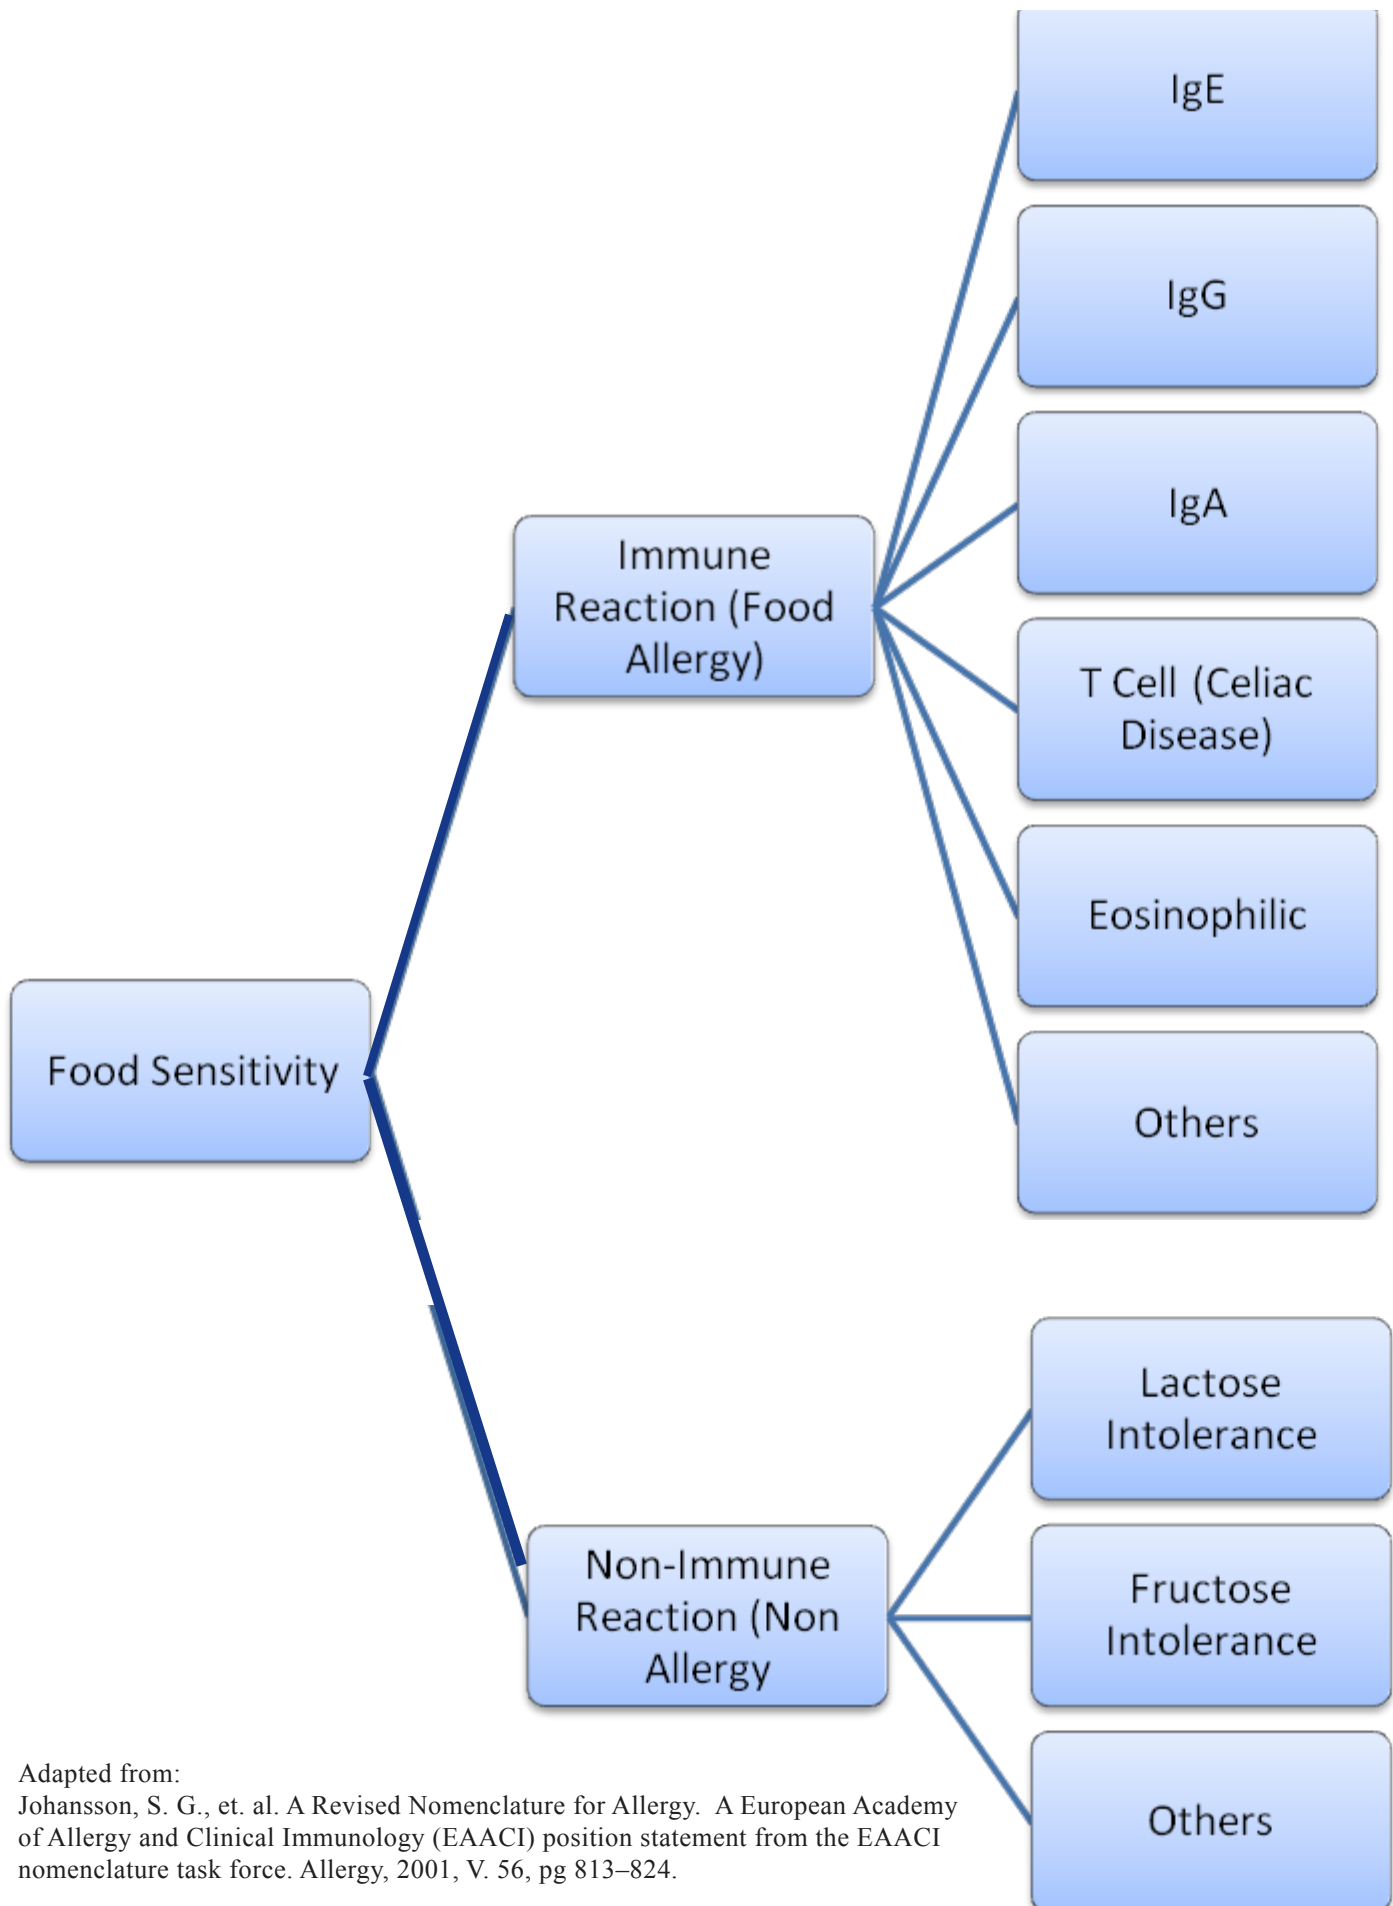 IgE
IgG
IgA
T Cell (Celiac
Disease)
Eosinophilic
Others
Immune
Reaction (Food
Allergy)
Food Sensitivity
Non-Immune
Reaction (Non
Allergy
Lactose
Intolerance
Fructose
Intolerance
Others
Adapted from:
Johansson, S. G., et. al. A Revised Nomenclature for Allergy.  A European Academy
of Allergy and Clinical Immunology (EAACI) position statement from the EAACI
nomenclature task force. Allergy, 2001, V. 56, pg 813–824.